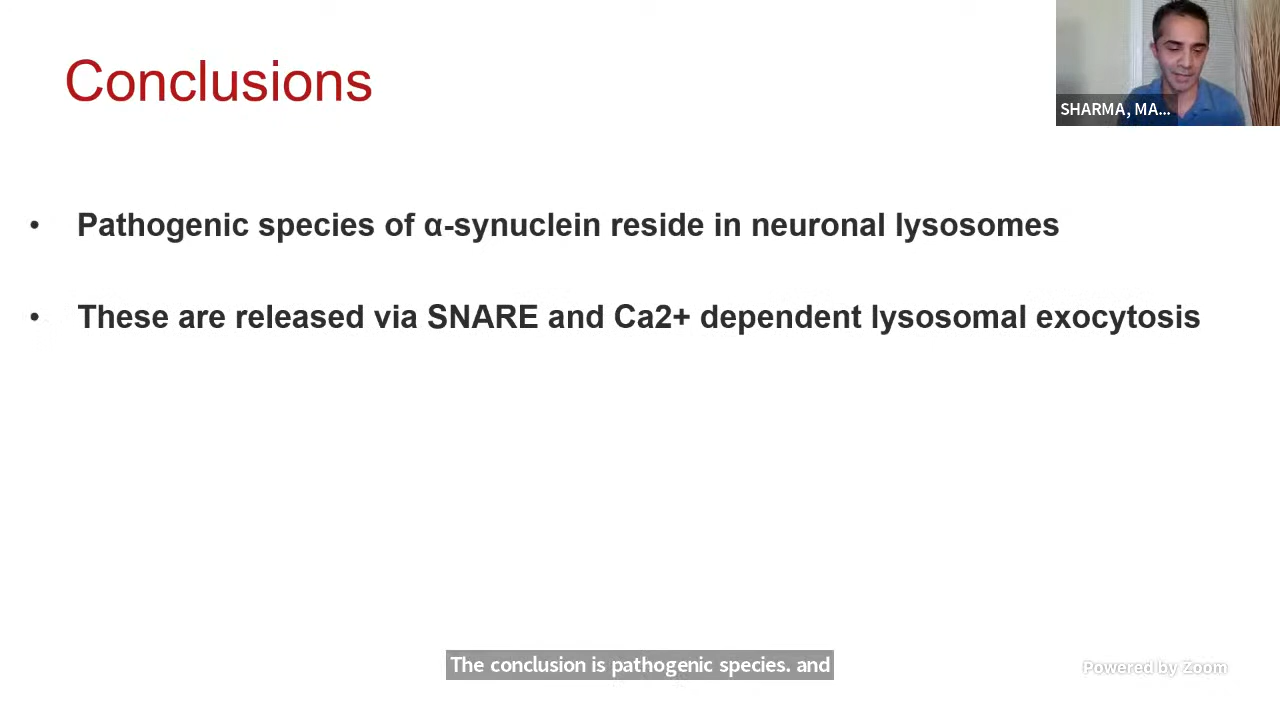 Conclusions
SHARMA, MA...
• Pathogenic species of α-synuclein reside in neuronal lysosomes
• These are released via SNARE and Ca2+ dependent lysosomal exocytosis
The conclusion is pathogenic species. and
Powered by Zoom